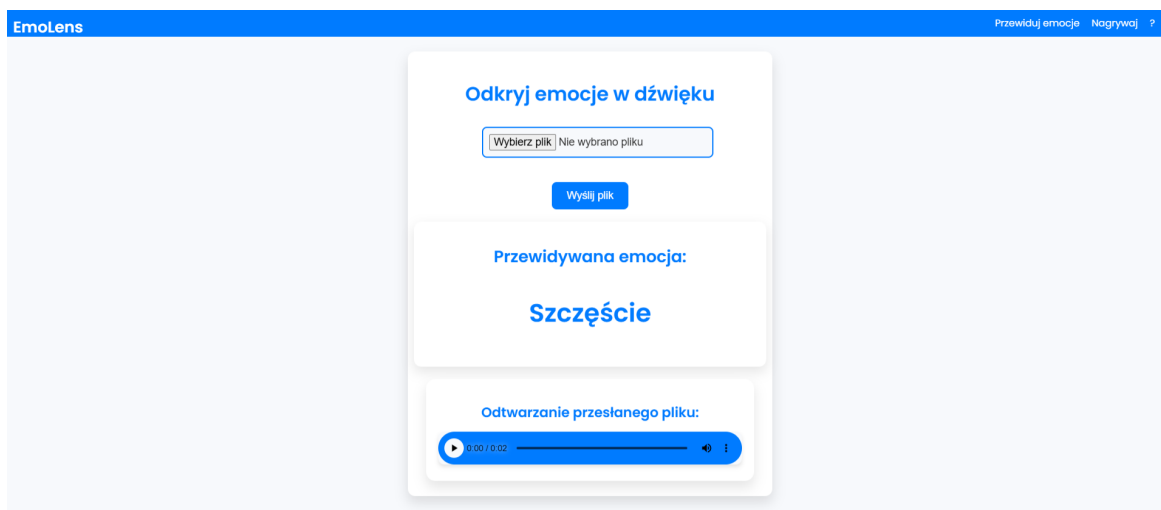 EmoLens
Przewiduj emocje Nagrywaj ?
Odkryj emocje w dźwięku
Wybierz plik Nie wybrano pliku
Wyślij plik
Przewidywana emocja:
Szczęście
Odtwarzanie przesłanego pliku:
0:00 / 0:02